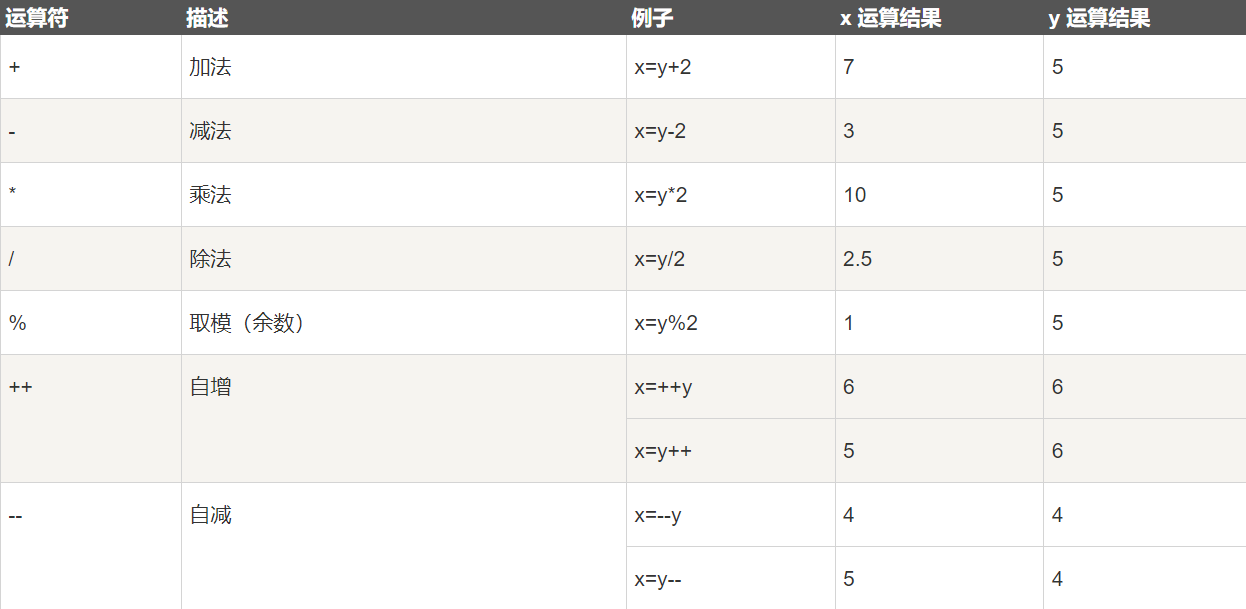 运算符 描述 例子 x 运算结果 y 运算结果
+ 加法 x=y+2 7 5
- 减法 x=y-2 3 5
* 乘法 x=y*2 10 5
/ 除法 x=y/2 2.5 5
% 取模（余数） x=y%2 1 5
++ 自增 x=++y 6 6
x=y++ 5 6
-- 自减 x=--y 4 4
x=y-- 5 4